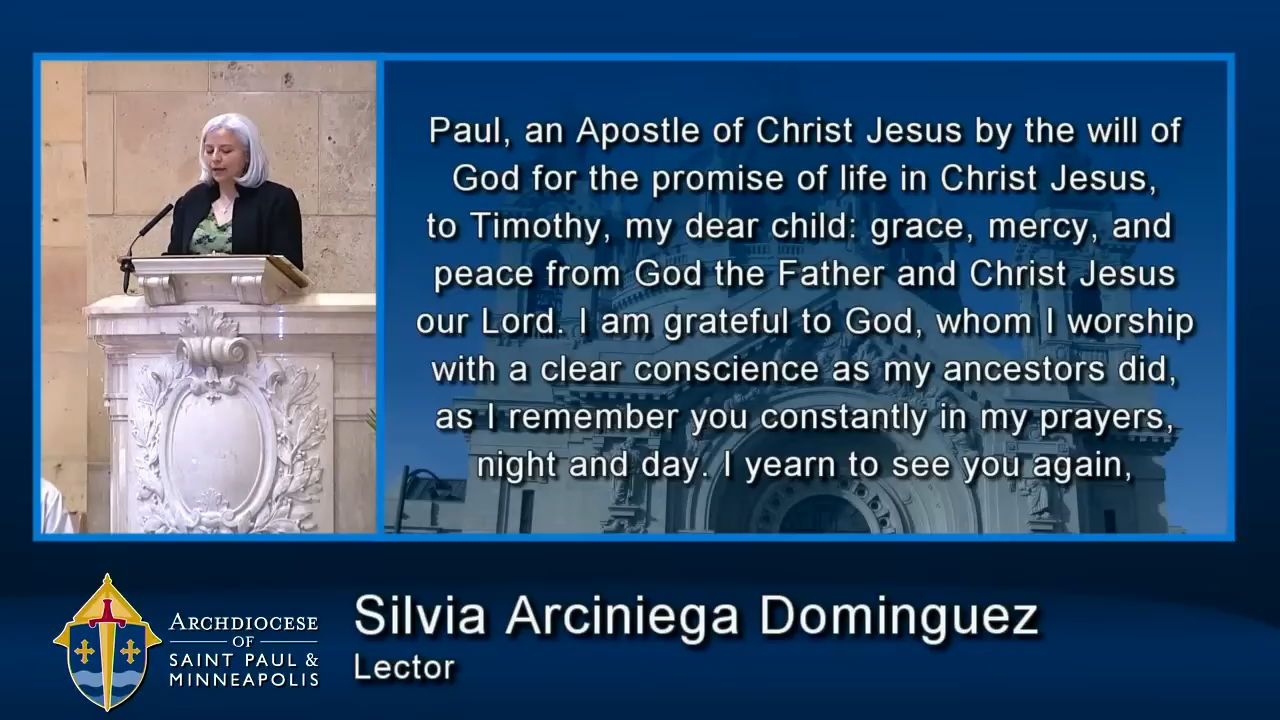 Paul, an Apostle of Christ Jesus by the will of
God for the promise of life in Christ Jesus,
to Timothy, my dear child: grace, mercy, and
peace from God the Father and Christ Jesus
our Lord. I am grateful to God, whom I worship
with a clear conscience as my ancestors did,
as I remember you constantly in my prayers,
night and day. I yearn to see you again,
ARCHDIOCESE
OF
SAINT PAUL &
MINNEAPOLIS
Silvia Arciniega Dominguez
Lector